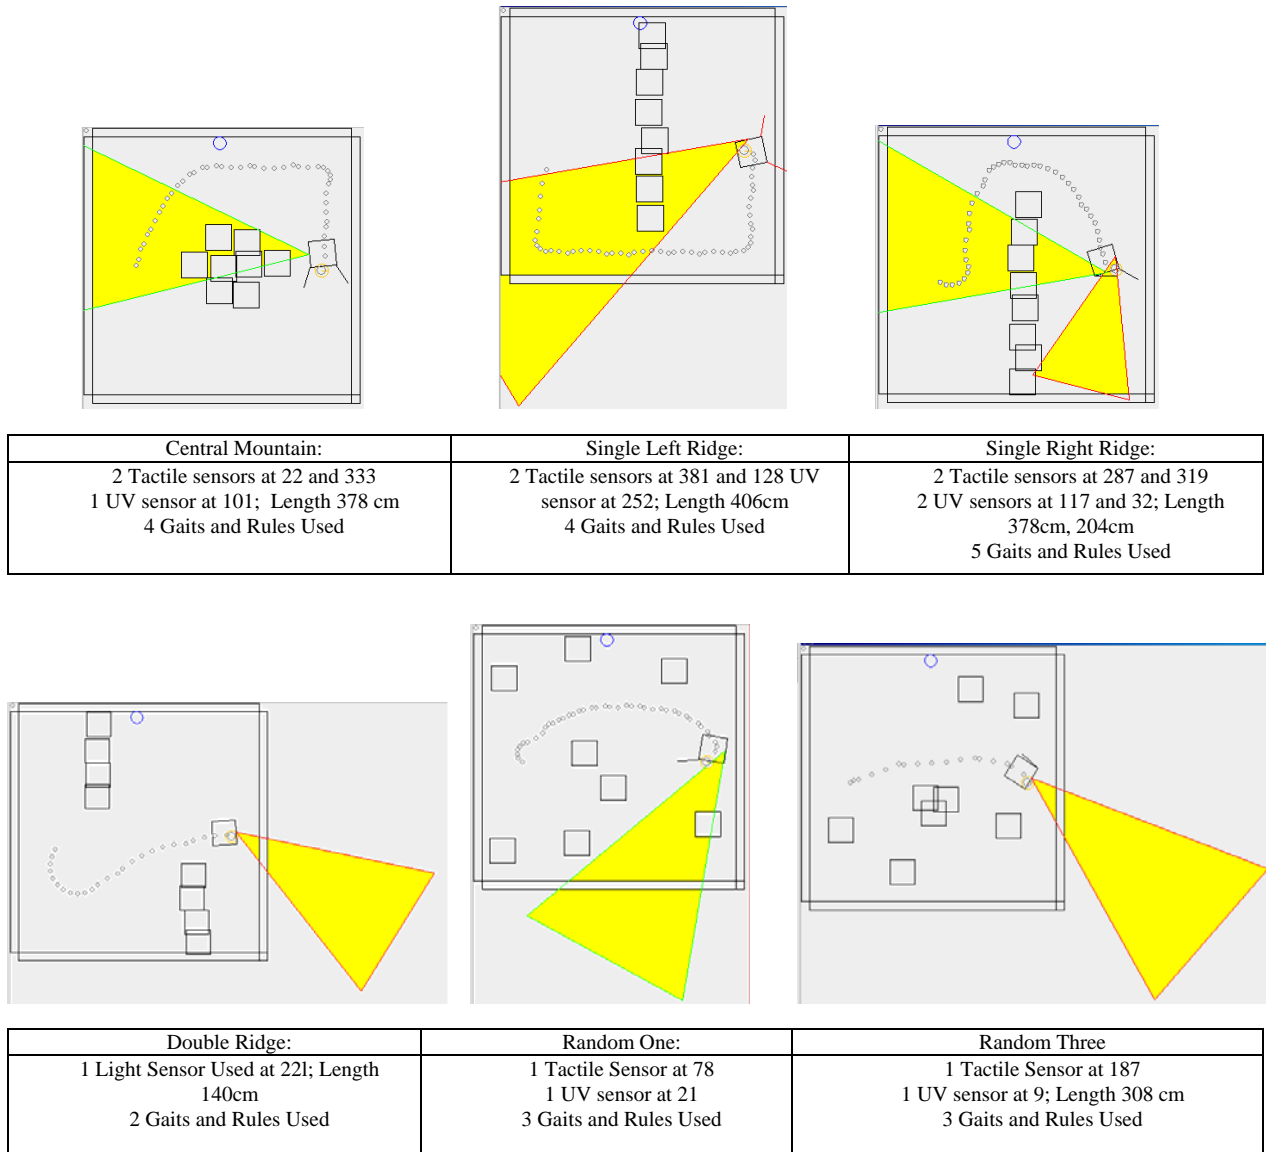 Central Mountain:
Single Left Ridge:
Single Right Ridge:
2 Tactile sensors at 22 and 333
1 UV sensor at 101; Length 378 cm
4 Gaits and Rules Used
2 Tactile sensors at 381 and 128 UV
sensor at 252; Length 406cm
4 Gaits and Rules Used
2 Tactile sensors at 287 and 319
2 UV sensors at 117 and 32; Length
378cm, 204cm
5 Gaits and Rules Used
Double Ridge:
Random One:
Random Three
1 Light Sensor Used at 22l; Length
140cm
2 Gaits and Rules Used
1 Tactile Sensor at 78
1 UV sensor at 21
3 Gaits and Rules Used
1 Tactile Sensor at 187
1 UV sensor at 9; Length 308 cm
3 Gaits and Rules Used